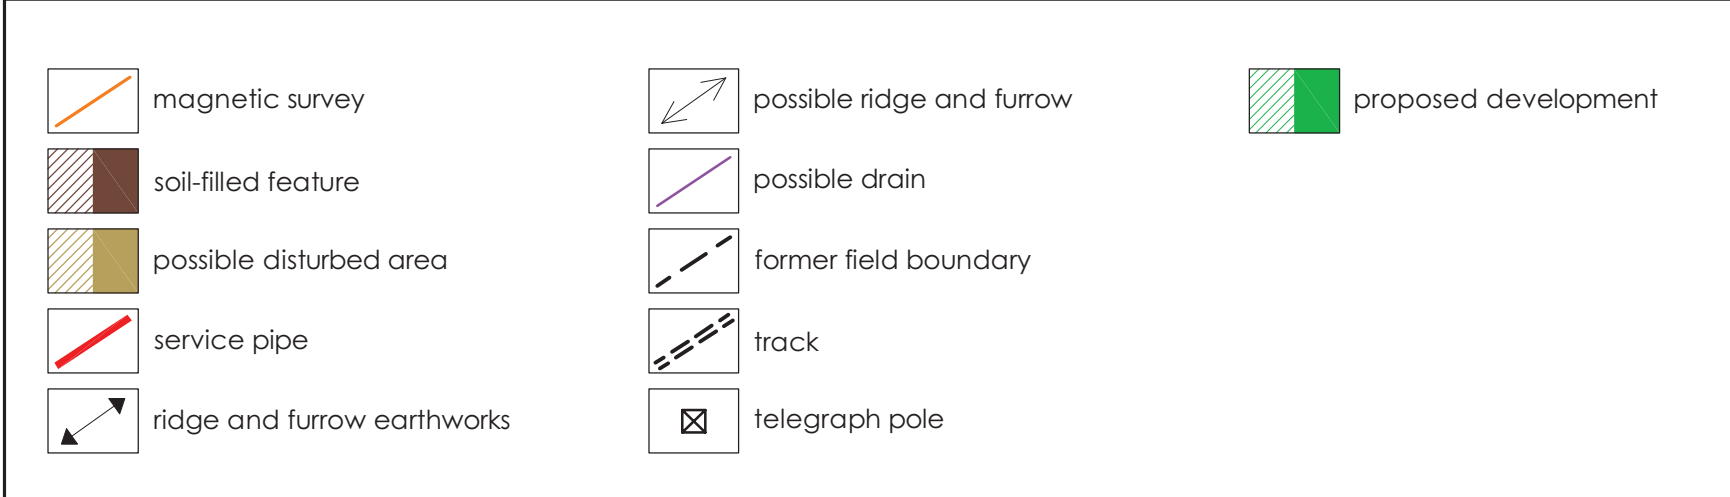 magnetic survey
soil-filled feature
possible disturbed area
service pipe
ridge and furrow earthworks
possible ridge and furrow
possible drain
former field boundary
track
telegraph pole
proposed development